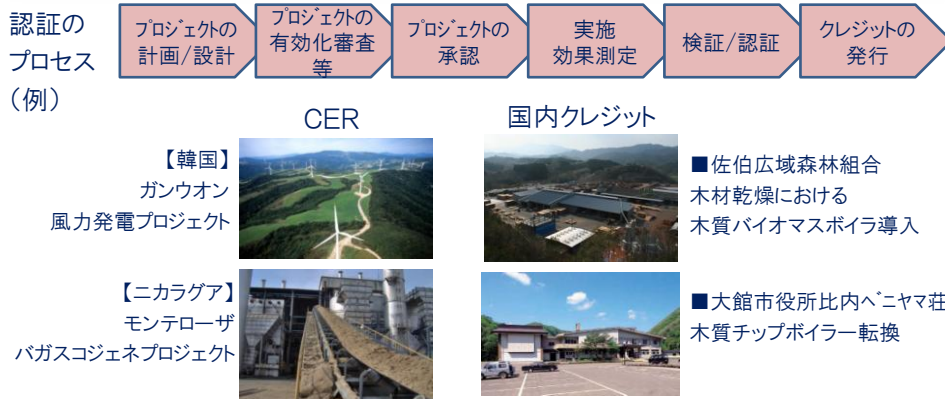 認証の
プロセス
(例)
プロジェクトの
計画/設計
プロジェクトの
有効化審査
等
プロジェクトの
承認
実施
効果測定
検証/認証
クレジットの
発行
CER
国内クレジット
【韓国】
ガンウオン
風力発電プロジェクト
■佐伯広域森林組合
木材乾燥における
木質バイオマスボイラ導入
【ニカラグア】
モンテローザ
バガスコジェネプロジェクト
■大館市役所比内ベニヤマ荘
木質チップボイラー転換